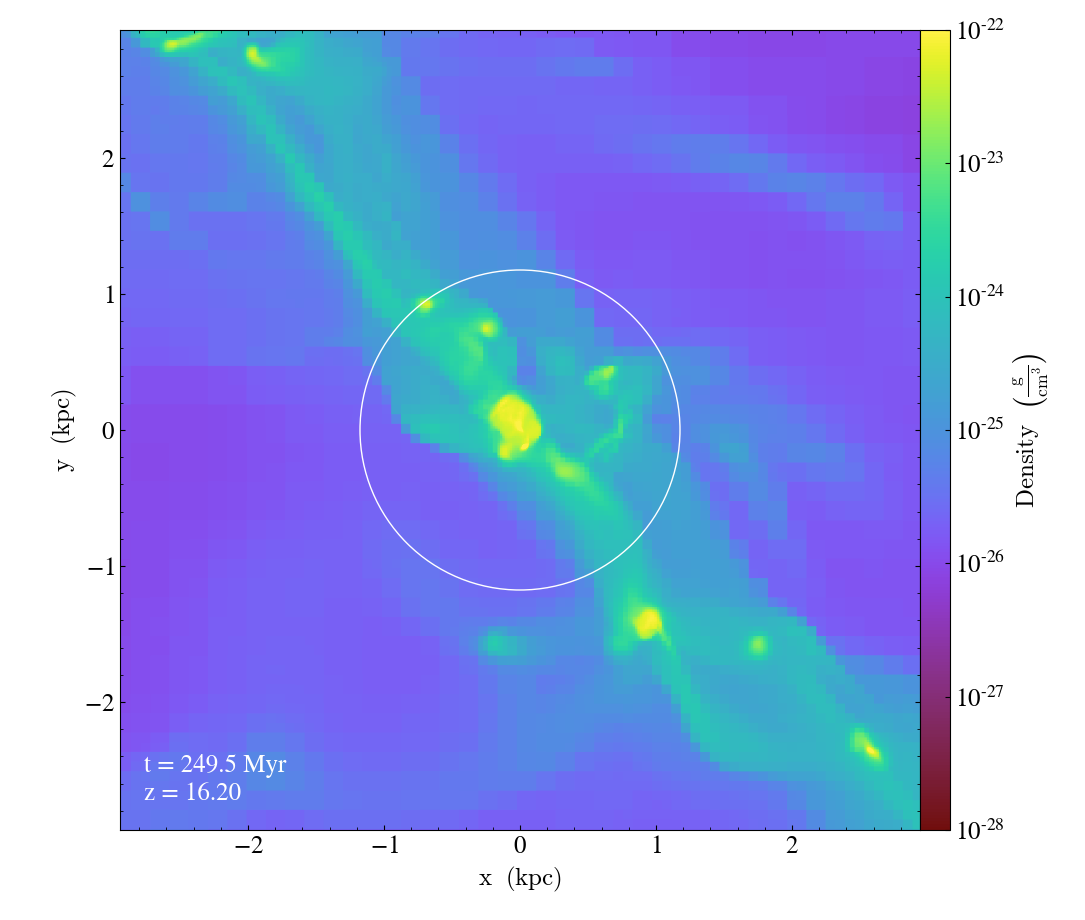 10^-22
10^-23
10^-24
10^-25
10^-26
10^-27
10^-28
Density (g/cm^3)
2
1
0
−1
−2
y (kpc)
t = 249.5 Myr
z = 16.20
−2 −1 0 1 2
x (kpc)